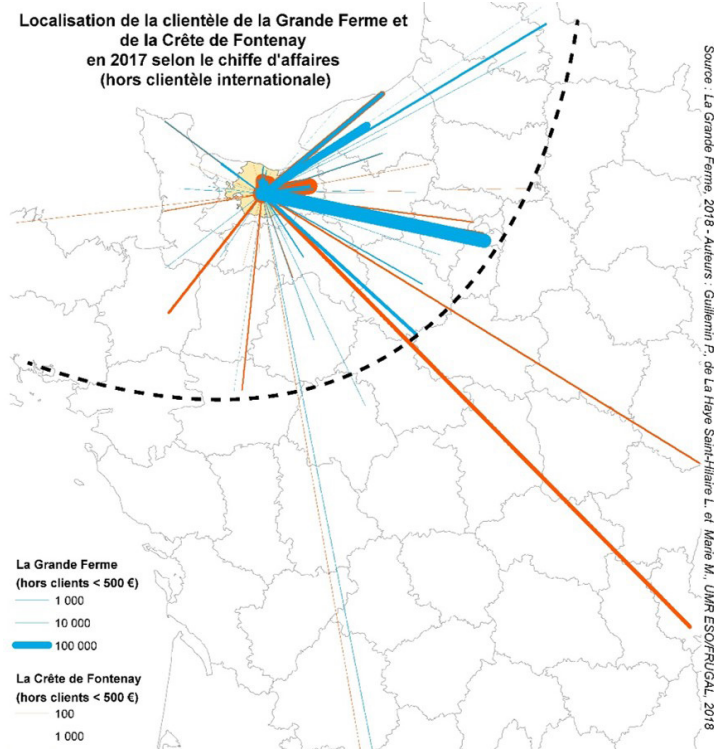 Localisation de la clientèle de la Grande Ferme et
de la Crête de Fontenay
en 2017 selon le chiffe d'affaires
(hors clientèle internationale)
La Grande Ferme
(hors clients < 500 €)
1 000
10 000
100 000
La Crête de Fontenay
(hors clients < 500 €)
100
1 000
Source : La Grande Ferme, 2018 - Auteurs : Guillemin P., de La Haye Saint-Hilaire L. et Marie M., UMR ESO/FRUGAL, 2018